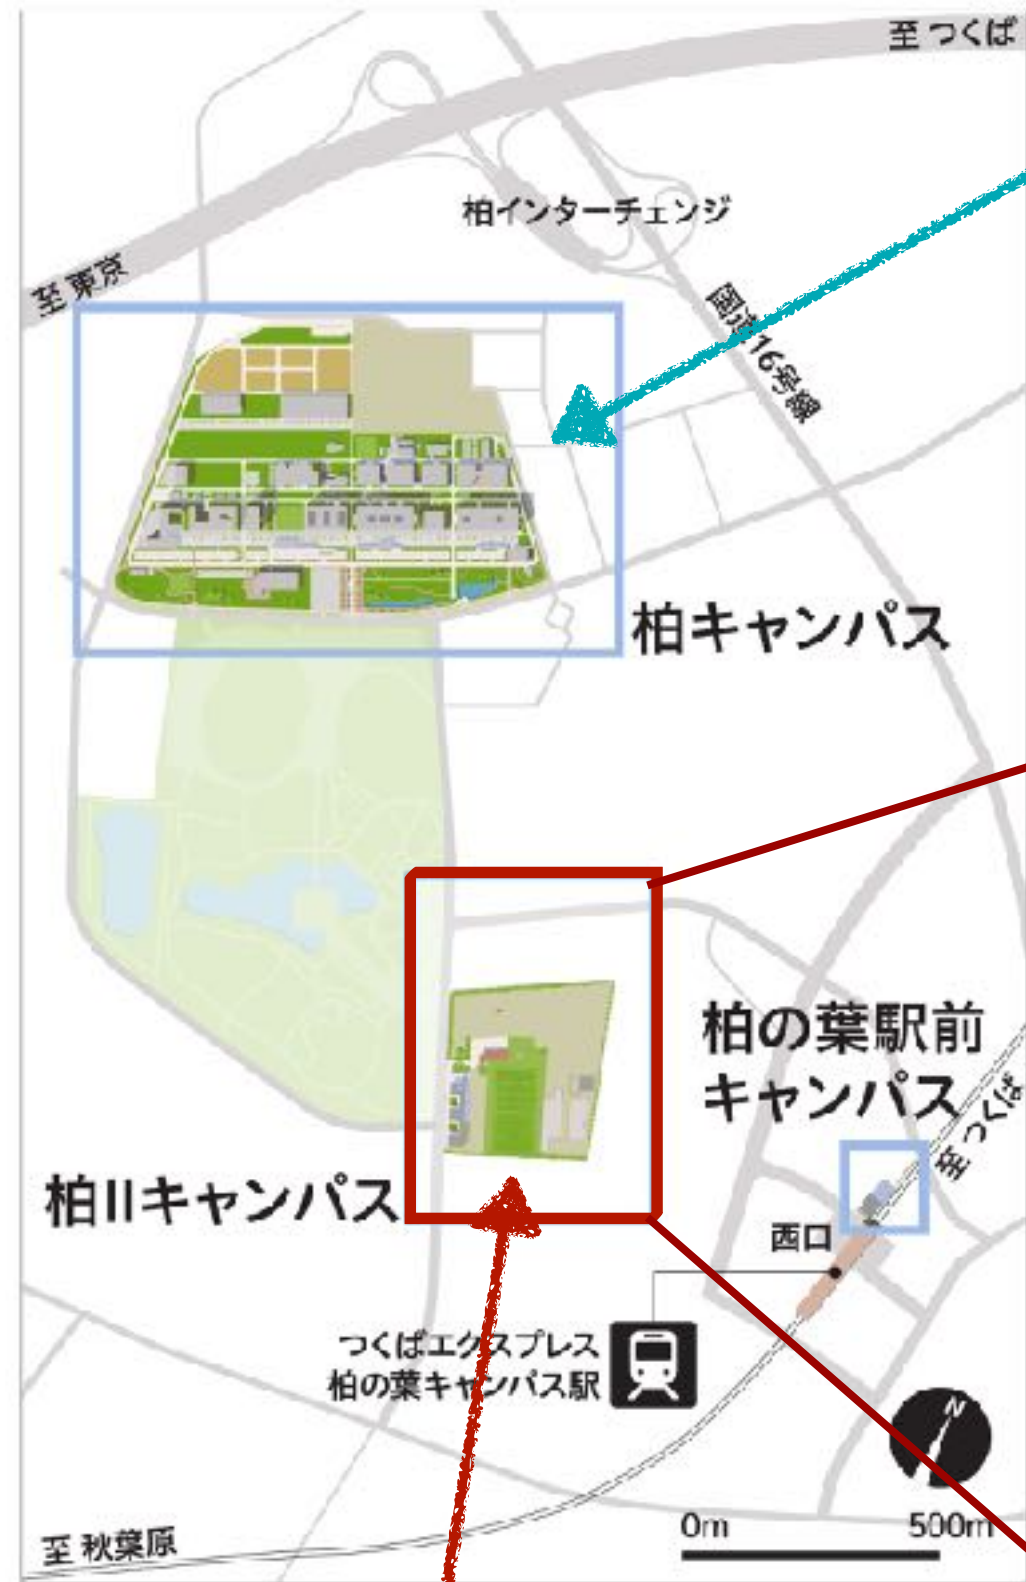 至 つくば
柏インターチェンジ
至 東京
国道16号線
柏キャンパス
柏の葉駅前
キャンパス
至 つくば
柏IIキャンパス
西口
つくばエクスプレス
柏の葉キャンパス駅
N
0m 500m
至 秋葉原